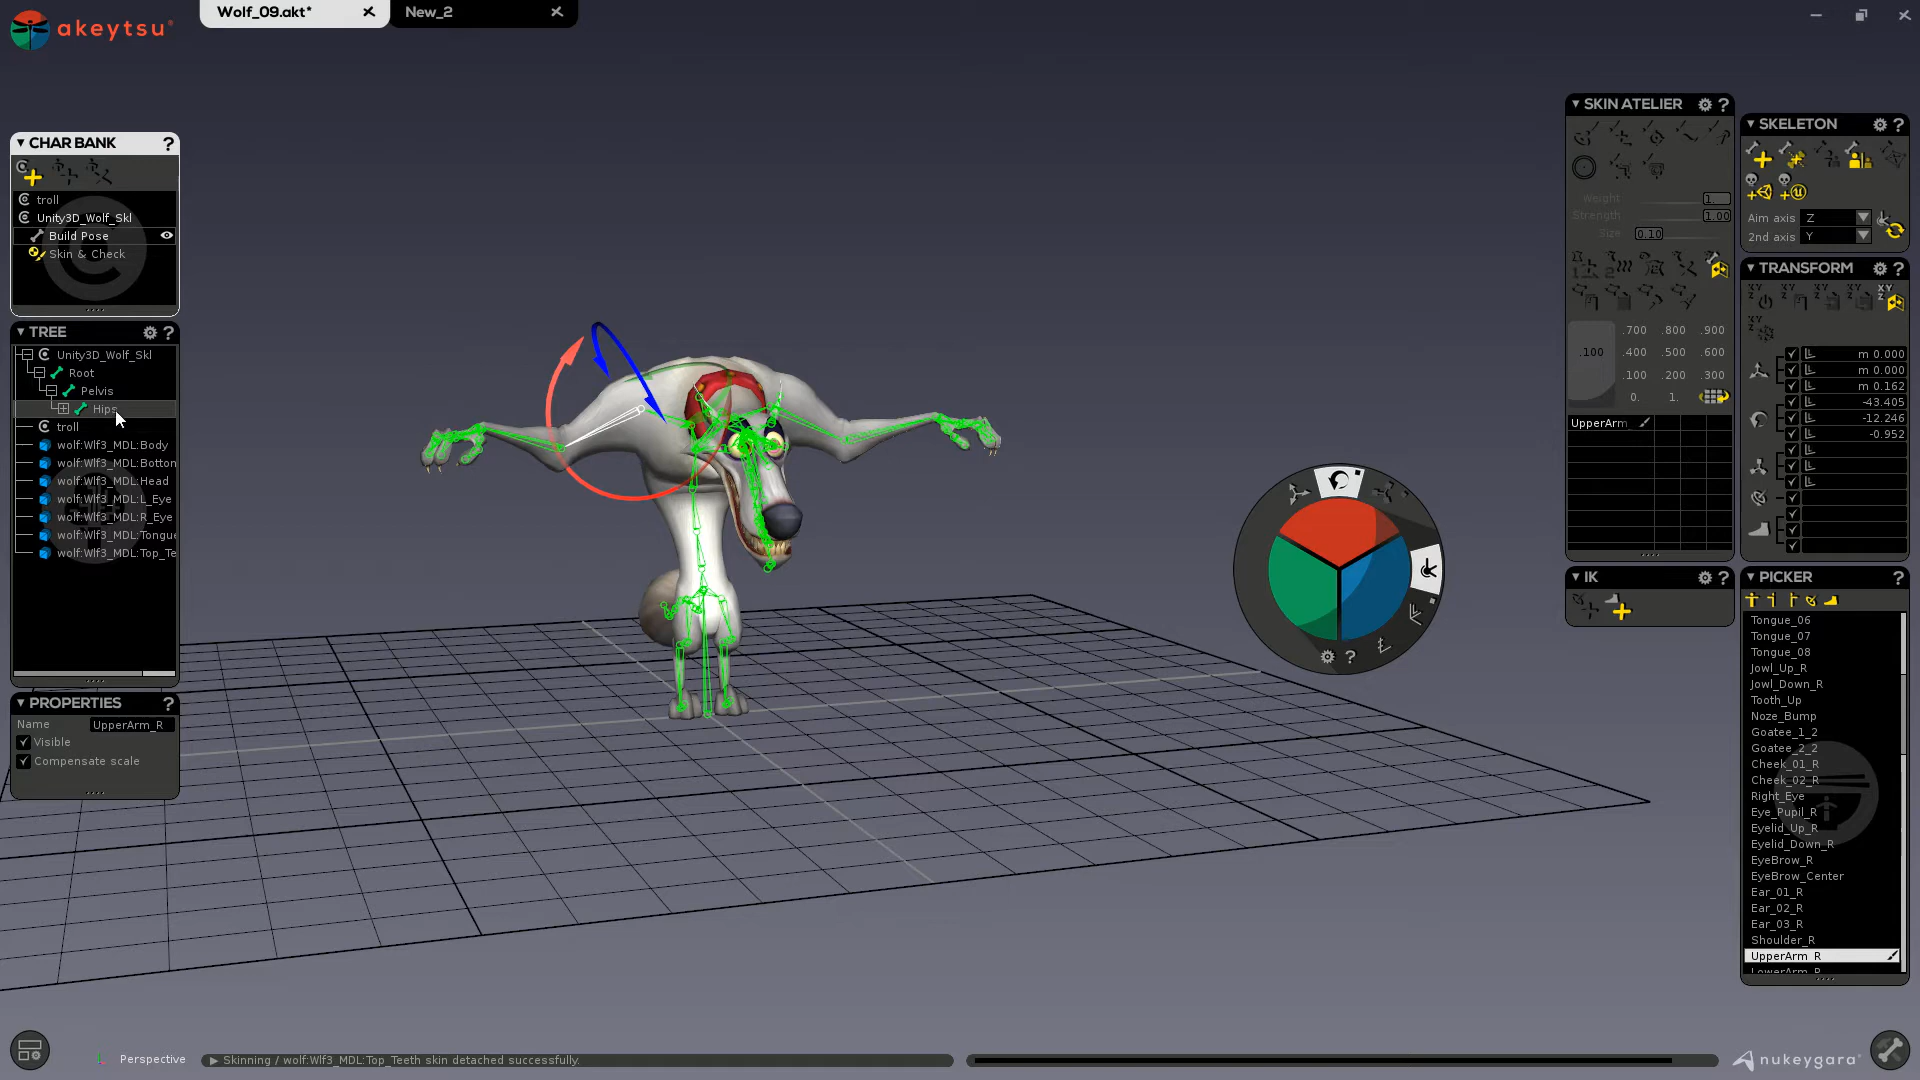 akeytsu®
Wolf_09.akt*
New_2
CHAR BANK ?
troll
Unity3D_Wolf_Skl
Build Pose
Skin & Check
TREE ?
Unity3D_Wolf_Skl
Root
Pelvis
Hips
troll
wolf:Wlf3_MDL:Body
wolf:Wlf3_MDL:Botton
wolf:Wlf3_MDL:Head
wolf:Wlf3_MDL:L_Eye
wolf:Wlf3_MDL:R_Eye
wolf:Wlf3_MDL:Tongue
wolf:Wlf3_MDL:Top_Te
PROPERTIES ?
Name UpperArm_R
Visible
Compensate scale
?
SKIN ATELIER ?
Weight 1.
Strength 1.00
Size 0.10
.700 .800 .900
.100 .400 .500 .600
.100 .200 .300
0. 1.
UpperArm_
IK ?
SKELETON ?
Aim axis Z
2nd axis Y
TRANSFORM ?
m 0.000
m 0.000
m 0.162
-43.405
-12.246
-0.952
PICKER ?
Tongue_06
Tongue_07
Tongue_08
Jowl_Up_R
Jowl_Down_R
Tooth_Up
Noze_Bump
Goatee_1_2
Goatee_2_2
Cheek_01_R
Cheek_02_R
Right_Eye
Eye_Pupil_R
Eyelid_Up_R
Eyelid_Down_R
EyeBrow_R
EyeBrow_Center
Ear_01_R
Ear_02_R
Ear_03_R
Shoulder_R
UpperArm_R
LowerArm_R
Perspective
Skinning / wolf:Wlf3_MDL:Top_Teeth skin detached successfully.
nukeygara®